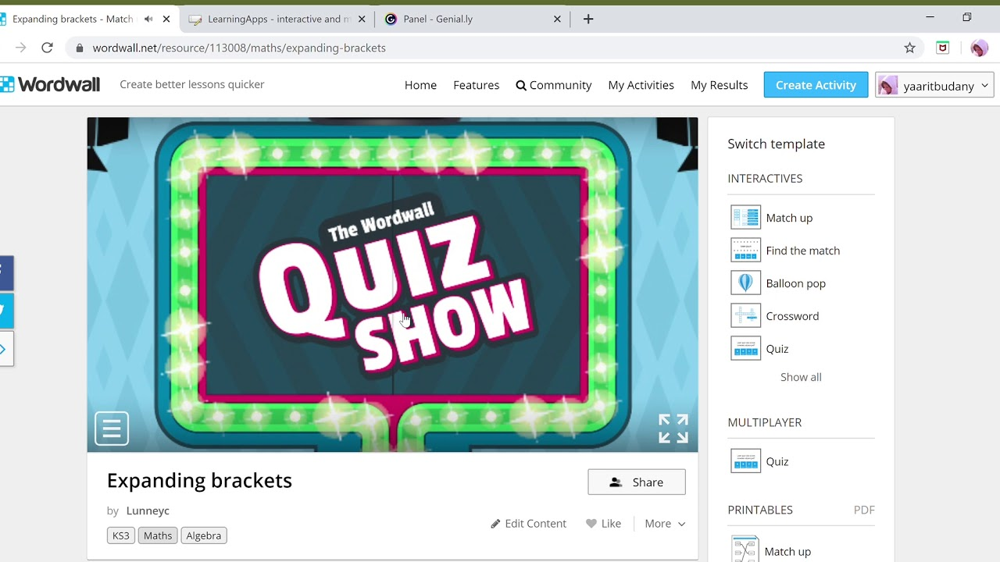 Expanding brackets - Match
LearningApps - interactive and m
Panel - Genial.ly
wordwall.net/resource/113008/maths/expanding-brackets
Wordwall
Create better lessons quicker
Home
Features
Community
My Activities
My Results
Create Activity
yaaritbudany
The Wordwall
QUIZ
SHOW
Expanding brackets
Share
by Lunneyc
Edit Content
Like
More
KS3
Maths
Algebra
Switch template
INTERACTIVES
Match up
Find the match
Balloon pop
Crossword
Quiz
Show all
MULTIPLAYER
Quiz
PRINTABLES
PDF
Match up